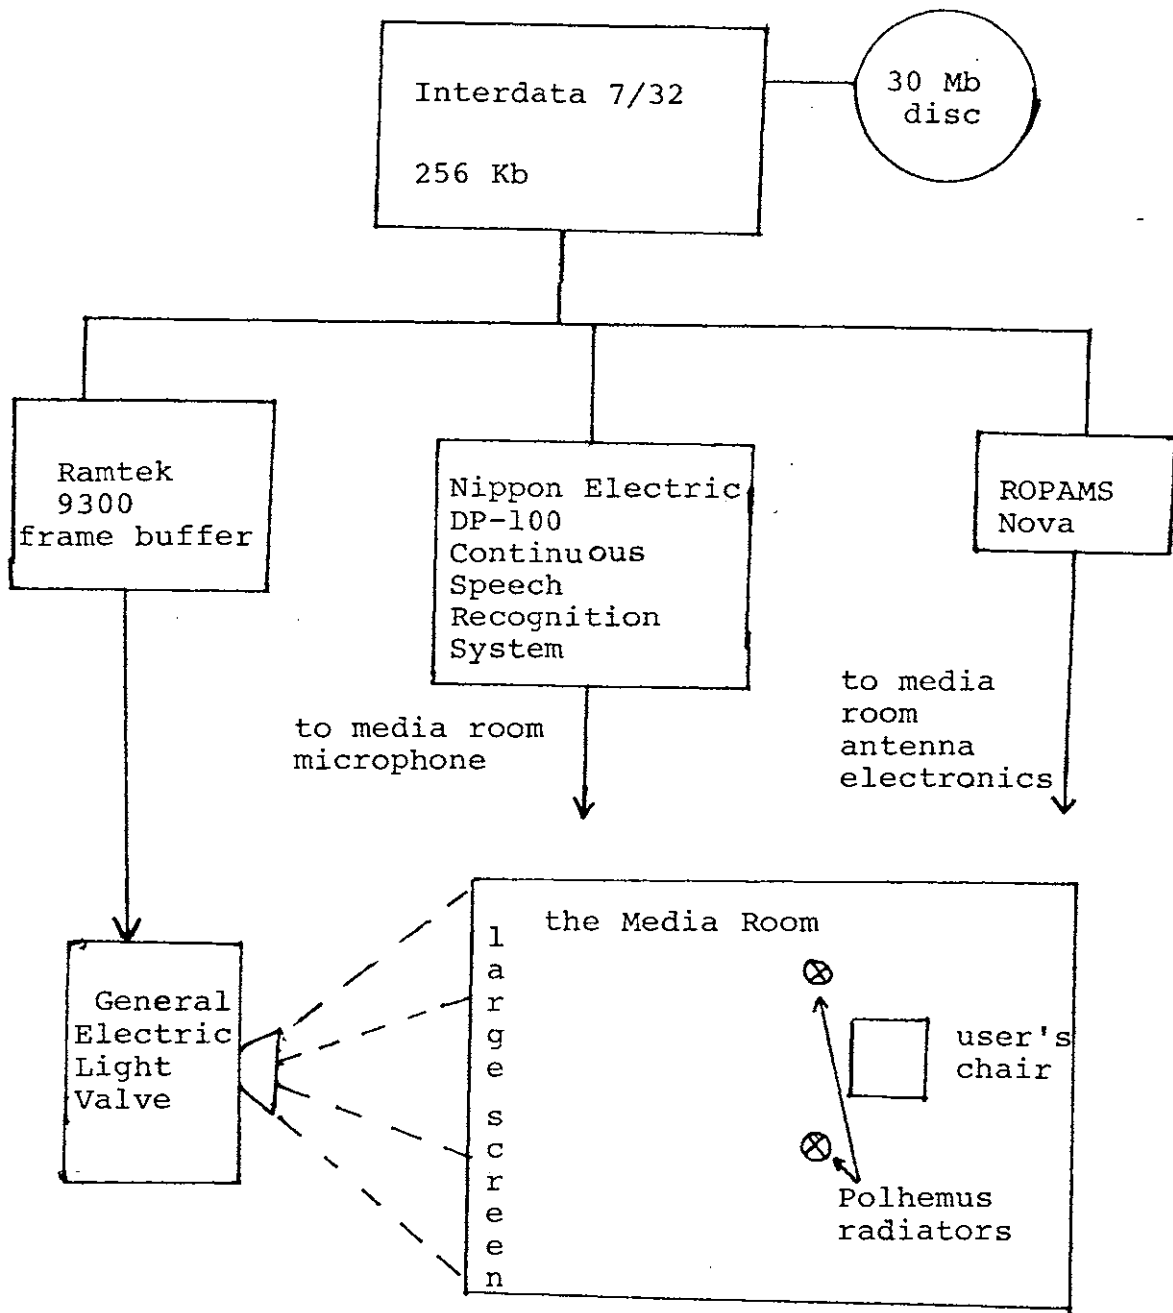 Interdata 7/32
256 Kb
30 Mb
disc
Ramtek
9300
frame buffer
Nippon Electric
DP-100
Continuous
Speech
Recognition
System
ROPAMS
Nova
to media room
microphone
to media
room
antenna
electronics
General
Electric
Light
Valve
large screen
the Media Room
user's
chair
Polhemus
radiators